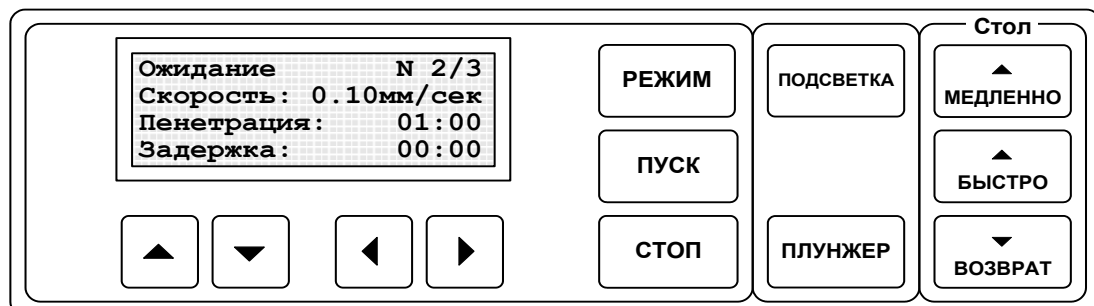 Ожидание N 2/3
Скорость: 0.10мм/сек
Пенетрация: 01:00
Задержка: 00:00
РЕЖИМ
ПУСК
СТОП
ПОДСВЕТКА
ПЛУНЖЕР
Стол
МЕДЛЕННО
БЫСТРО
ВОЗВРАТ